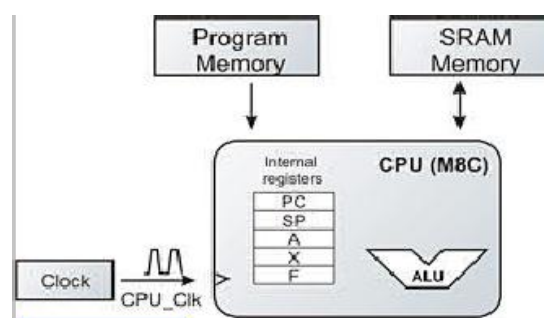 Program
Memory
SRAM
Memory
Internal
registers
CPU (M8C)
PC
SP
A
X
F
ALU
Clock
CPU_Clk